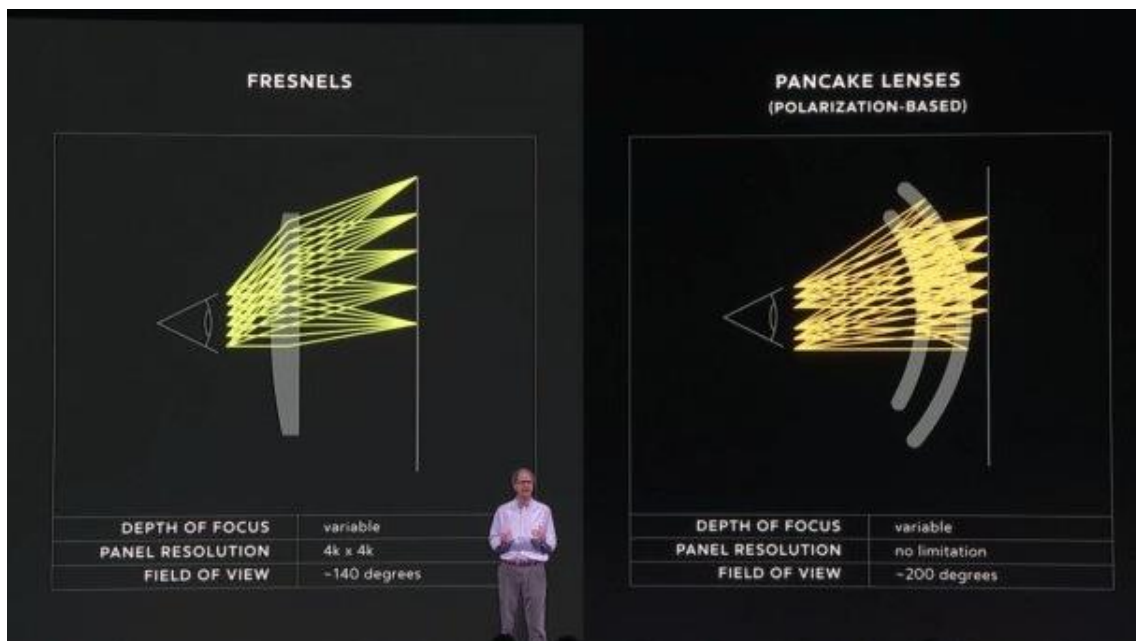 FRESNELS
DEPTH OF FOCUS variable
PANEL RESOLUTION 4k x 4k
FIELD OF VIEW ~140 degrees
PANCAKE LENSES
(POLARIZATION-BASED)
DEPTH OF FOCUS variable
PANEL RESOLUTION no limitation
FIELD OF VIEW ~200 degrees